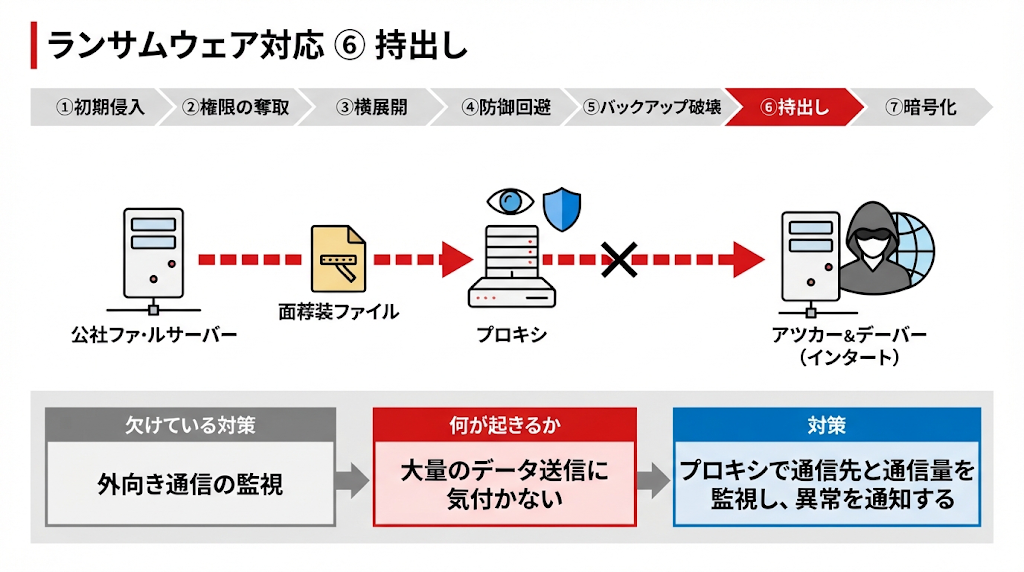 ランサムウェア対応 ⑥ 持出し
①初期侵入
②権限の奪取
③横展開
④防御回避
⑤バックアップ破壊
⑥持出し
⑦暗号化
公社ファ・ルサーバー
面荐装ファイル
プロキシ
アツカー&デーバー
(インタート)
欠けている対策
外向き通信の監視
何が起きるか
大量のデータ送信に
気付かない
対策
プロキシで通信先と通信量を
監視し、異常を通知する